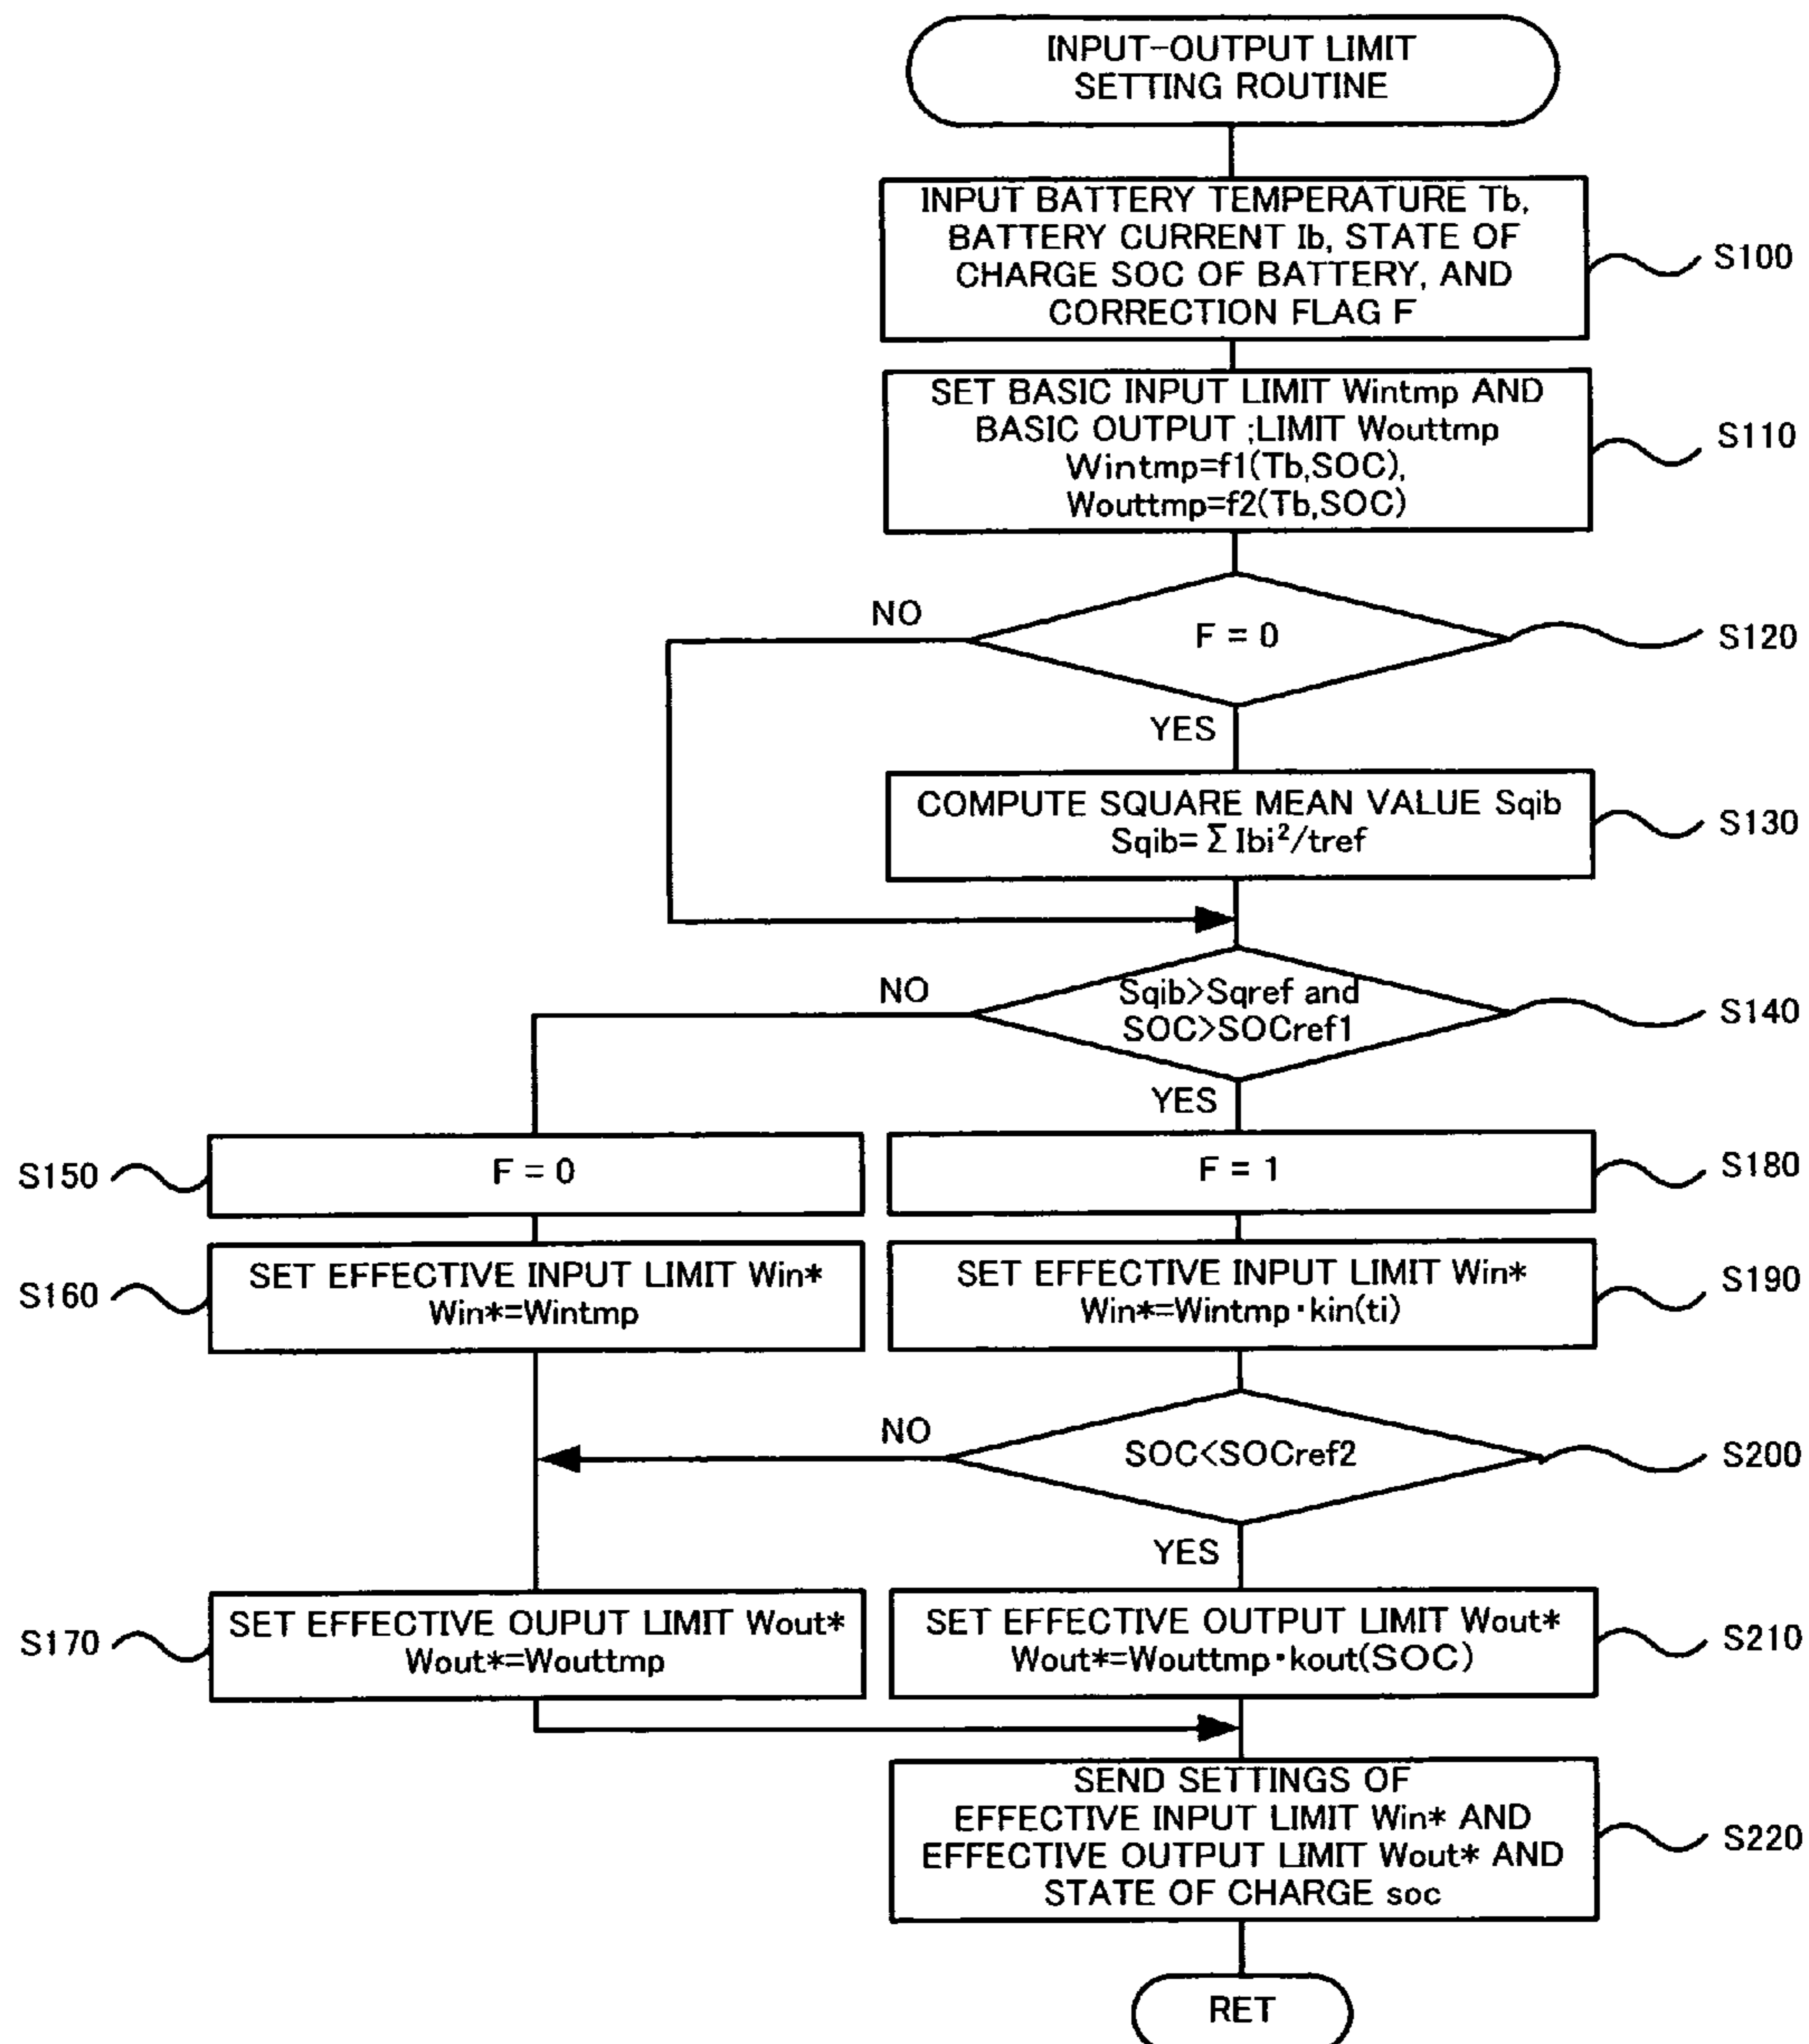 INPUT-OUTPUT LIMIT
SETTING ROUTINE
INPUT BATTERY TEMPERATURE Tb,
BATTERY CURRENT Ib, STATE OF
CHARGE SOC OF BATTERY, AND
CORRECTION FLAG F
S100
SET BASIC INPUT LIMIT Wintmp AND
BASIC OUTPUT ;LIMIT Wouttmp
Wintmp=f1(Tb,SOC),
Wouttmp=f2(Tb,SOC)
S110
NO
F = 0
S120
YES
COMPUTE SQUARE MEAN VALUE Sqib
Sqib=ΣIbi²/tref
S130
NO
Sqib>Sqref and
SOC>SOCref1
S140
YES
S150
F = 0
F = 1
S180
S160
SET EFFECTIVE INPUT LIMIT Win*
Win*=Wintmp
SET EFFECTIVE INPUT LIMIT Win*
Win*=Wintmp・kin(ti)
S190
NO
SOC<SOCref2
S200
YES
S170
SET EFFECTIVE OUPUT LIMIT Wout*
Wout*=Wouttmp
SET EFFECTIVE OUTPUT LIMIT Wout*
Wout*=Wouttmp・kout(SOC)
S210
SEND SETTINGS OF
EFFECTIVE INPUT LIMIT Win* AND
EFFECTIVE OUTPUT LIMIT Wout* AND
STATE OF CHARGE soc
S220
RET